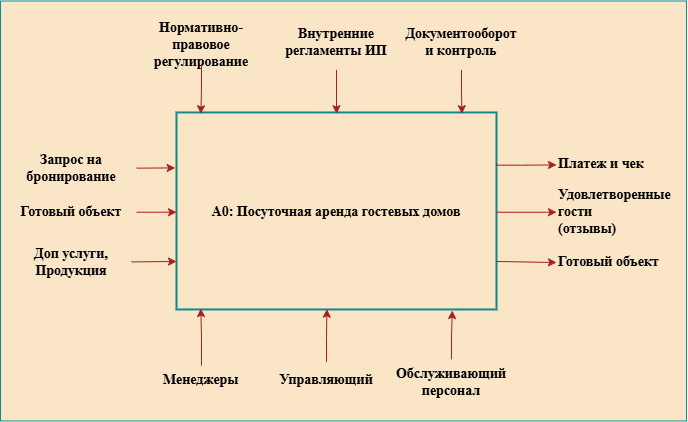 Нормативно-
правовое
регулирование
Внутренние
регламенты ИП
Документооборот
и контроль
Запрос на
бронирование
Готовый объект
Доп услуги,
Продукция
А0: Посуточная аренда гостевых домов
Платеж и чек
Удовлетворенные
гости
(отзывы)
Готовый объект
Менеджеры
Управляющий
Обслуживающий
персонал